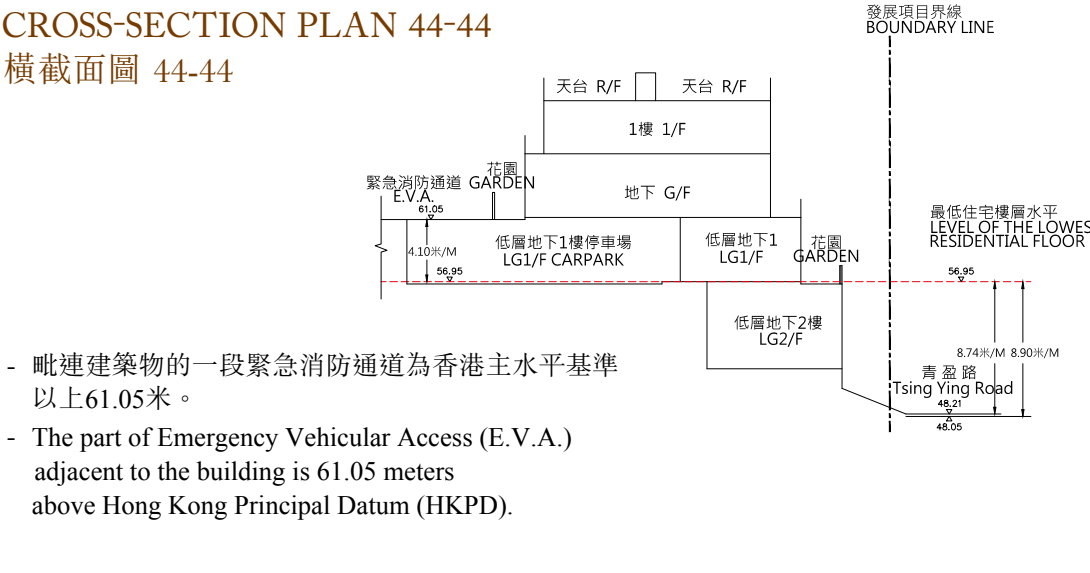 CROSS-SECTION PLAN 44-44
橫截面圖 44-44
發展項目界線
BOUNDARY LINE
天台 R/F
天台 R/F
1樓 1/F
緊急消防通道
E.V.A.
花園
GARDEN
地下 G/F
61.05
4.10米/M
56.95
低層地下1樓停車場
LG1/F CARPARK
低層地下1
LG1/F
花園
GARDEN
最低住宅樓層水平
LEVEL OF THE LOWES
RESIDENTIAL FLOOR
56.95
低層地下2樓
LG2/F
8.74米/M
8.90米/M
青盈路
Tsing Ying Road
48.21
48.05
- 毗連建築物的一段緊急消防通道為香港主水平基準
以上61.05米。
- The part of Emergency Vehicular Access (E.V.A.)
adjacent to the building is 61.05 meters
above Hong Kong Principal Datum (HKPD).